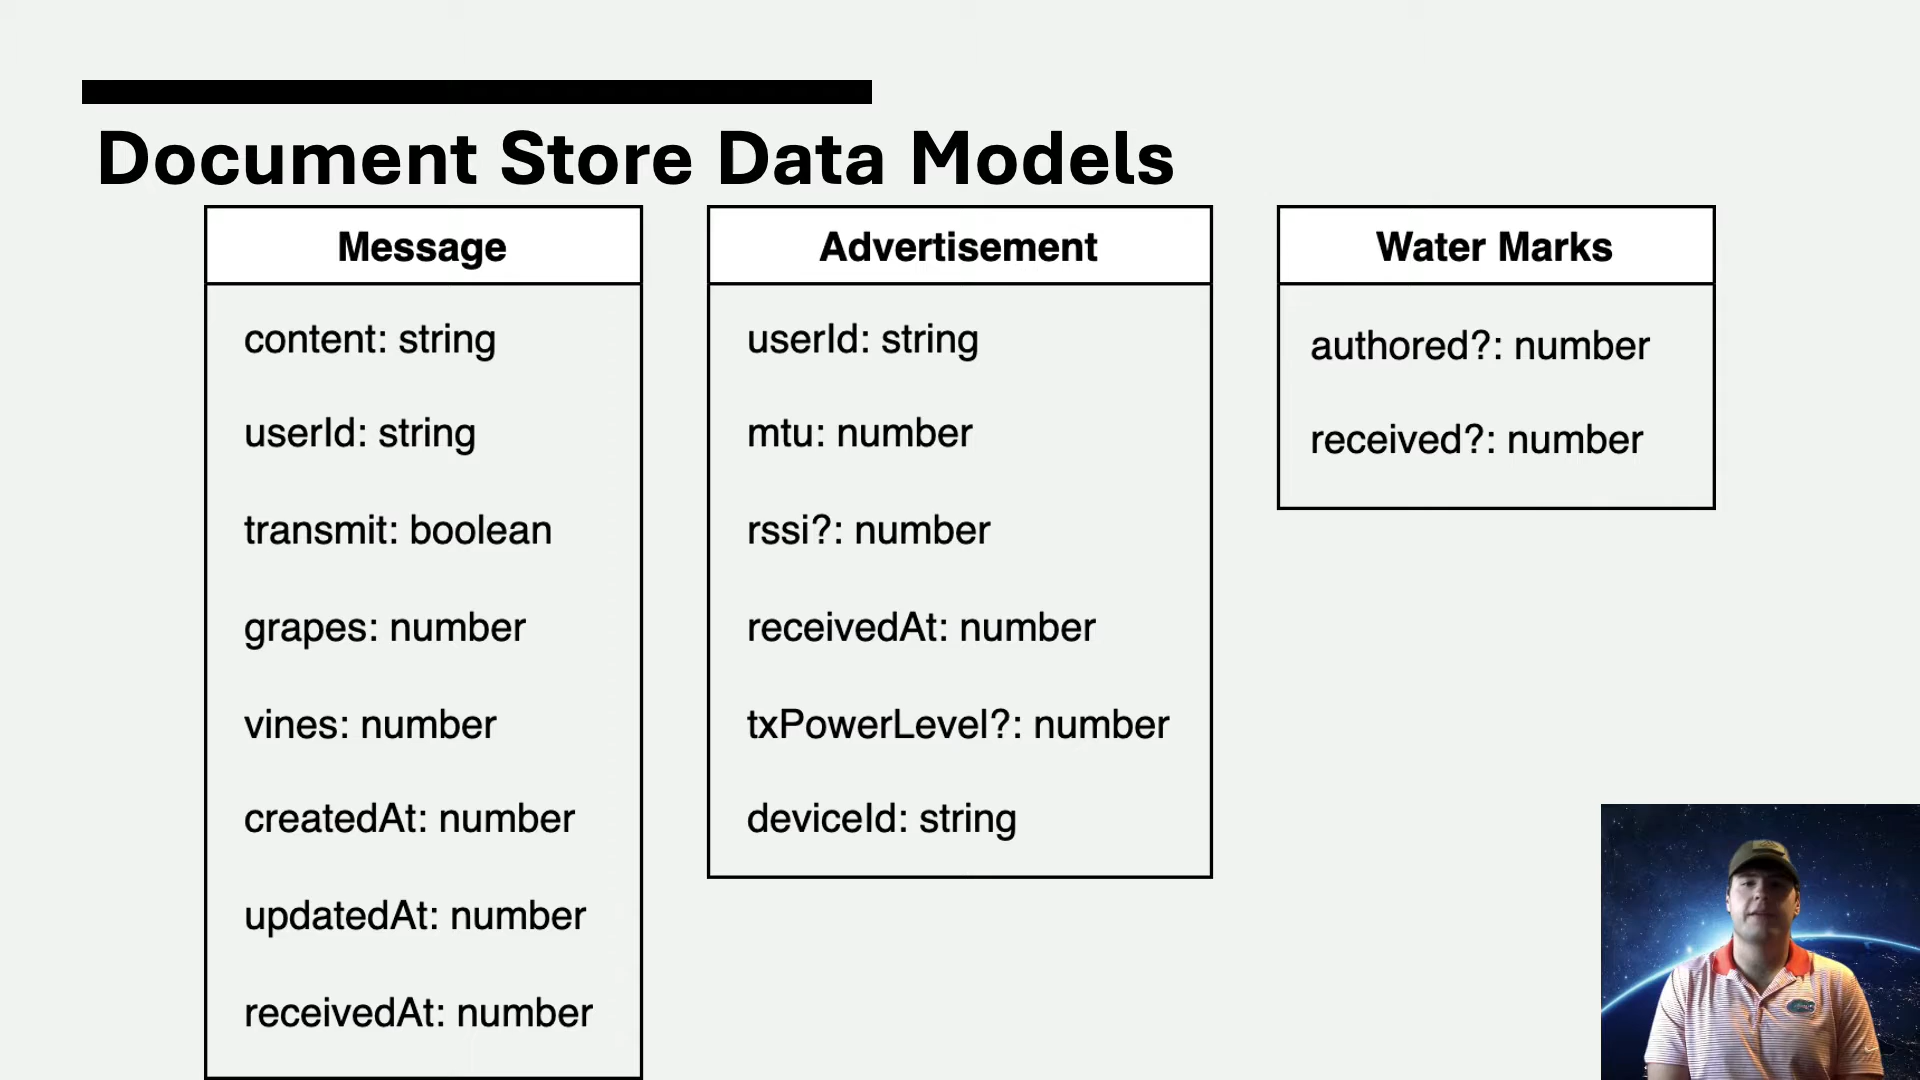 Document Store Data Models
Message
content: string
userId: string
transmit: boolean
grapes: number
vines: number
createdAt: number
updatedAt: number
receivedAt: number
Advertisement
userId: string
mtu: number
rssi?: number
receivedAt: number
txPowerLevel?: number
deviceId: string
Water Marks
authored?: number
received?: number